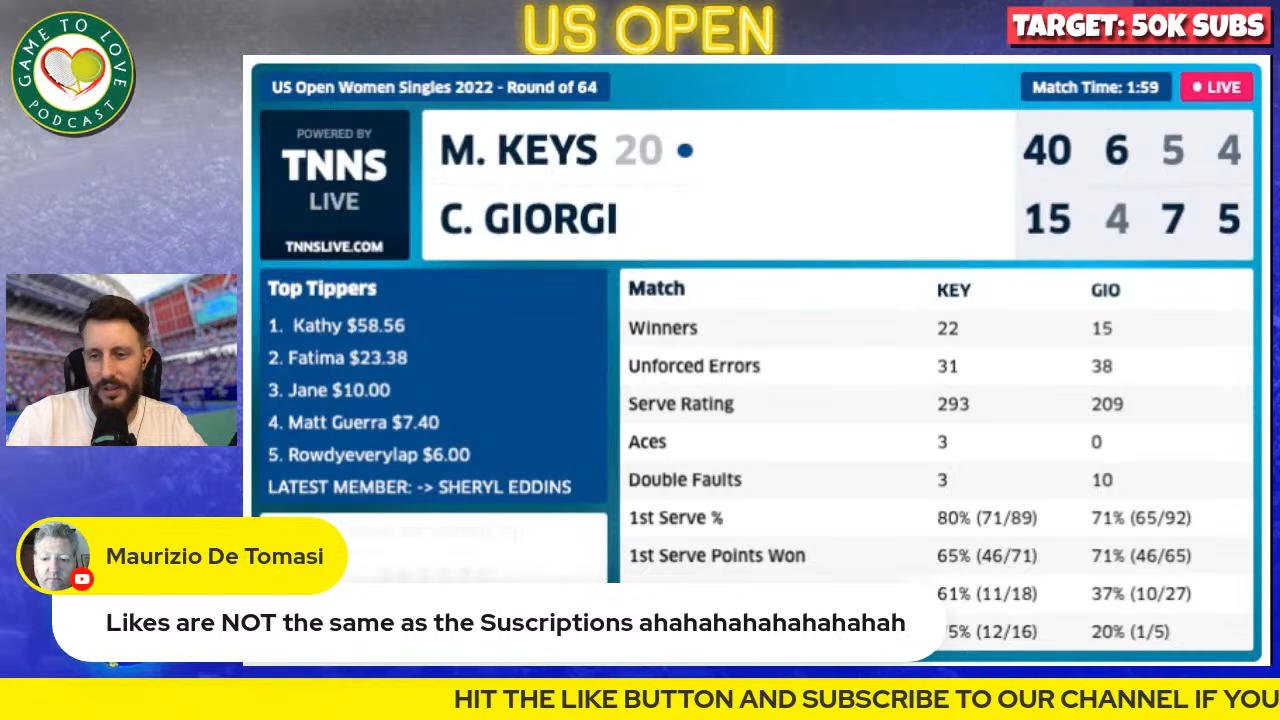 GAME TO LOVE
PODCAST
US OPEN
TARGET: 50K SUBS
US Open Women Singles 2022 - Round of 64
Match Time: 1:59
LIVE
POWERED BY
TNNS
LIVE
TNNSLIVE.COM
M. KEYS 20 40 6 5 4
C. GIORGI 15 4 7 5
Top Tippers
1. Kathy $58.56
2. Fatima $23.38
3. Jane $10.00
4. Matt Guerra $7.40
5. Rowdyeverylap $6.00
LATEST MEMBER: -> SHERYL EDDINS
Match KEY GIO
Winners 22 15
Unforced Errors 31 38
Serve Rating 293 209
Aces 3 0
Double Faults 3 10
1st Serve % 80% (71/89) 71% (65/92)
1st Serve Points Won 65% (46/71) 71% (46/65)
61% (11/18) 37% (10/27)
5% (12/16) 20% (1/5)
Maurizio De Tomasi
Likes are NOT the same as the Suscriptions ahahahahahahahahah
HIT THE LIKE BUTTON AND SUBSCRIBE TO OUR CHANNEL IF YOU